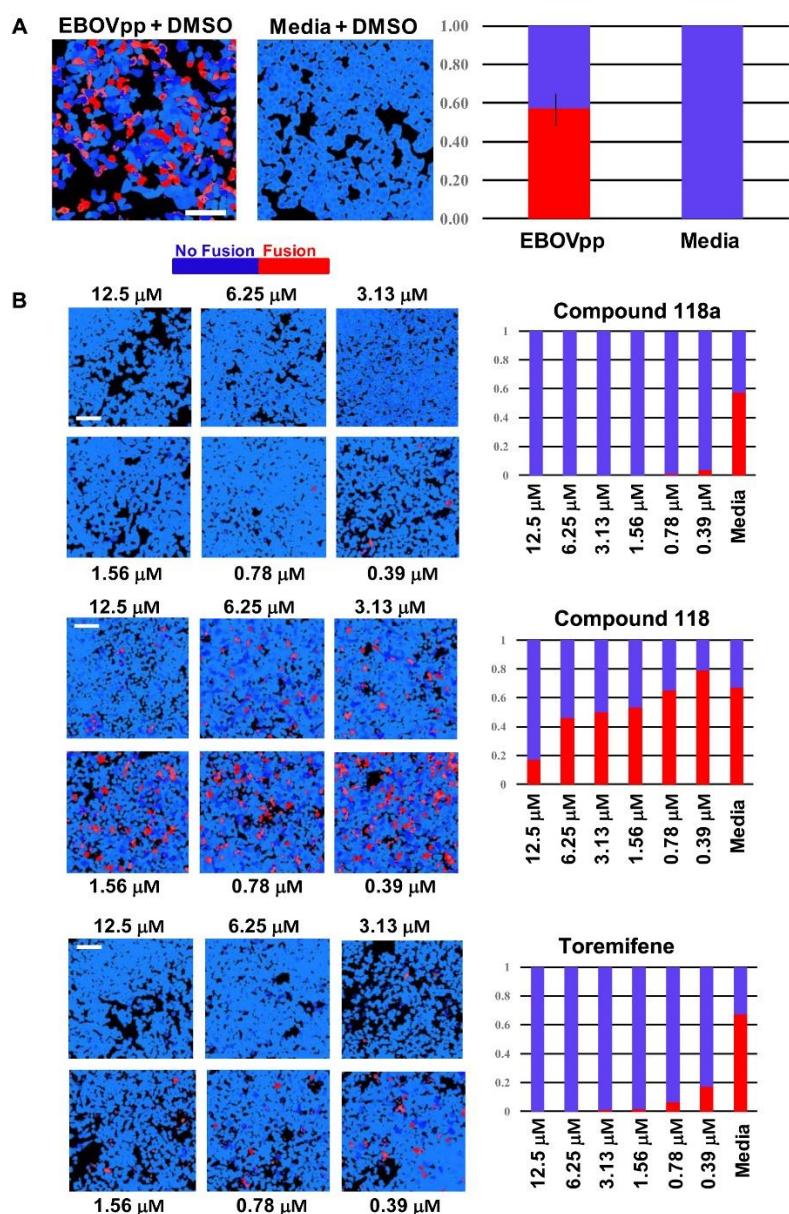 A
EBOVpp + DMSO
Media + DMSO
1.00
0.80
0.60
0.40
0.20
0.00
EBOVpp
Media
No Fusion
Fusion
B
12.5 μM
6.25 μM
3.13 μM
1.56 μM
0.78 μM
0.39 μM
Compound 118a
1
0.8
0.6
0.4
0.2
0
12.5 μM
6.25 μM
3.13 μM
1.56 μM
0.78 μM
0.39 μM
Media
12.5 μM
6.25 μM
3.13 μM
1.56 μM
0.78 μM
0.39 μM
Compound 118
1
0.8
0.6
0.4
0.2
0
12.5 μM
6.25 μM
3.13 μM
1.56 μM
0.78 μM
0.39 μM
Media
12.5 μM
6.25 μM
3.13 μM
1.56 μM
0.78 μM
0.39 μM
Toremifene
1
0.8
0.6
0.4
0.2
0
12.5 μM
6.25 μM
3.13 μM
1.56 μM
0.78 μM
0.39 μM
Media